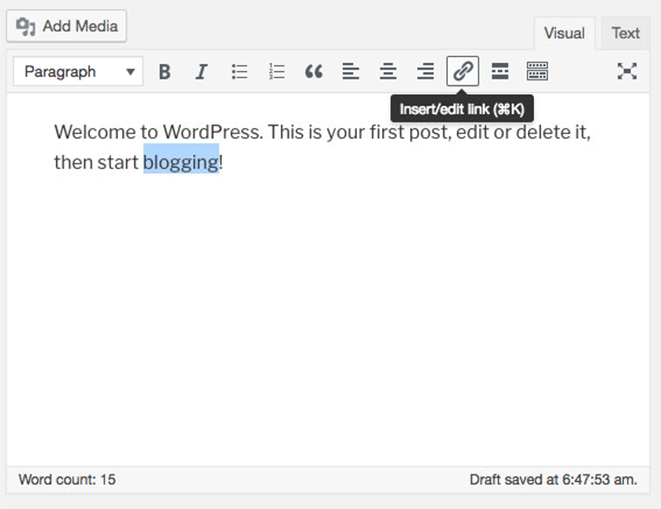 Add Media
Visual Text
Paragraph B I
Insert/edit link (⌘K)
Welcome to WordPress. This is your first post, edit or delete it,
then start blogging!
Word count: 15 Draft saved at 6:47:53 am.